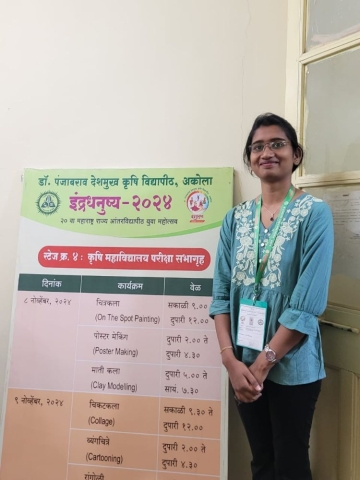 डॉ. पंजाबराव देशमुख कृषि विद्यापीठ, अकोला
इंद्रधनुष्य-२०२४
२० वा महाराष्ट्र राज्य आंतरविद्यापीठ युवा महोत्सव
स्टेज क्र. ४ : कृषि महाविद्यालय परीक्षा सभागृह
दिनांक कार्यक्रम वेळ
८ नोव्हेंबर, २०२४ चित्रकला सकाळी ९.००
(On The Spot Painting) दुपारी १२.००
पोस्टर मेकिंग दुपारी २.०० ते
(Poster Making) दुपारी ४.३०
माती कला दुपारी ५.००
(Clay Modelling) सायं. ७.३०
९ नोव्हेंबर, २०२४ चिकटकला सकाळी ९.३० ते
(Collage) दुपारी १२.००
व्यंगचित्रे दुपारी २.०० ते
(Cartooning) दुपारी ४.३०
रांगोळी